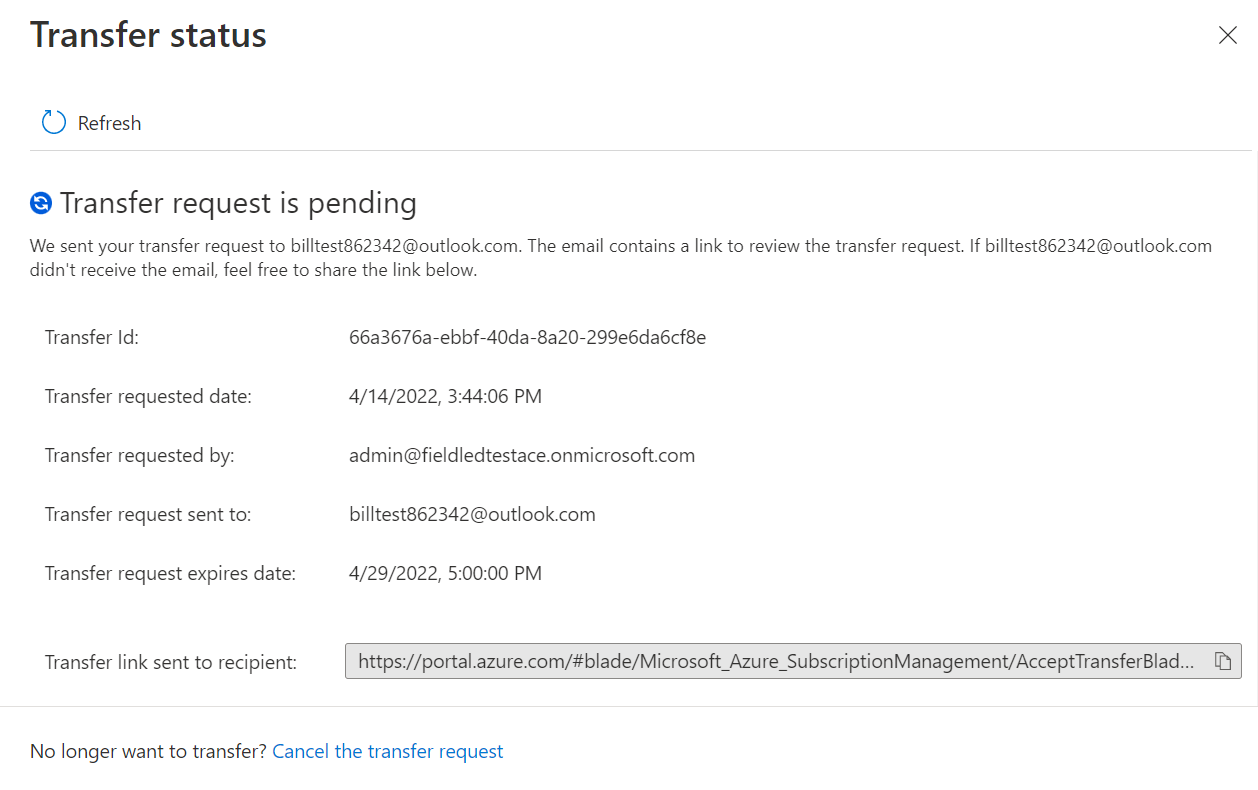 Transfer status
Refresh
Transfer request is pending
We sent your transfer request to billtest862342@outlook.com. The email contains a link to review the transfer request. If billtest862342@outlook.com
didn't receive the email, feel free to share the link below.
Transfer Id: 66a3676a-ebbf-40da-8a20-299e6da6cf8e
Transfer requested date: 4/14/2022, 3:44:06 PM
Transfer requested by: admin@fieldledtestace.onmicrosoft.com
Transfer request sent to: billtest862342@outlook.com
Transfer request expires date: 4/29/2022, 5:00:00 PM
Transfer link sent to recipient: https://portal.azure.com/#blade/Microsoft_Azure_SubscriptionManagement/AcceptTransferBlad...
No longer want to transfer? Cancel the transfer request